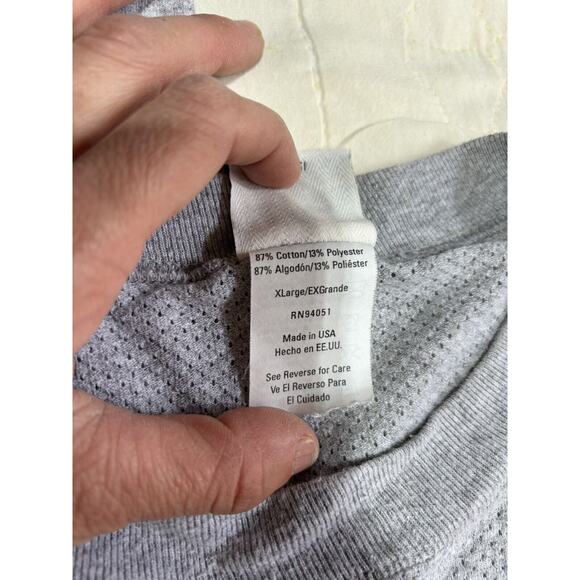 87% Cotton/13% Polyester
87% Algodón/13% Poliéster
XLarge/EXGrande
RN94051
Made in USA
Hecho en EE.UU.
See Reverse for Care
Ve El Reverso Para
El Cuidado